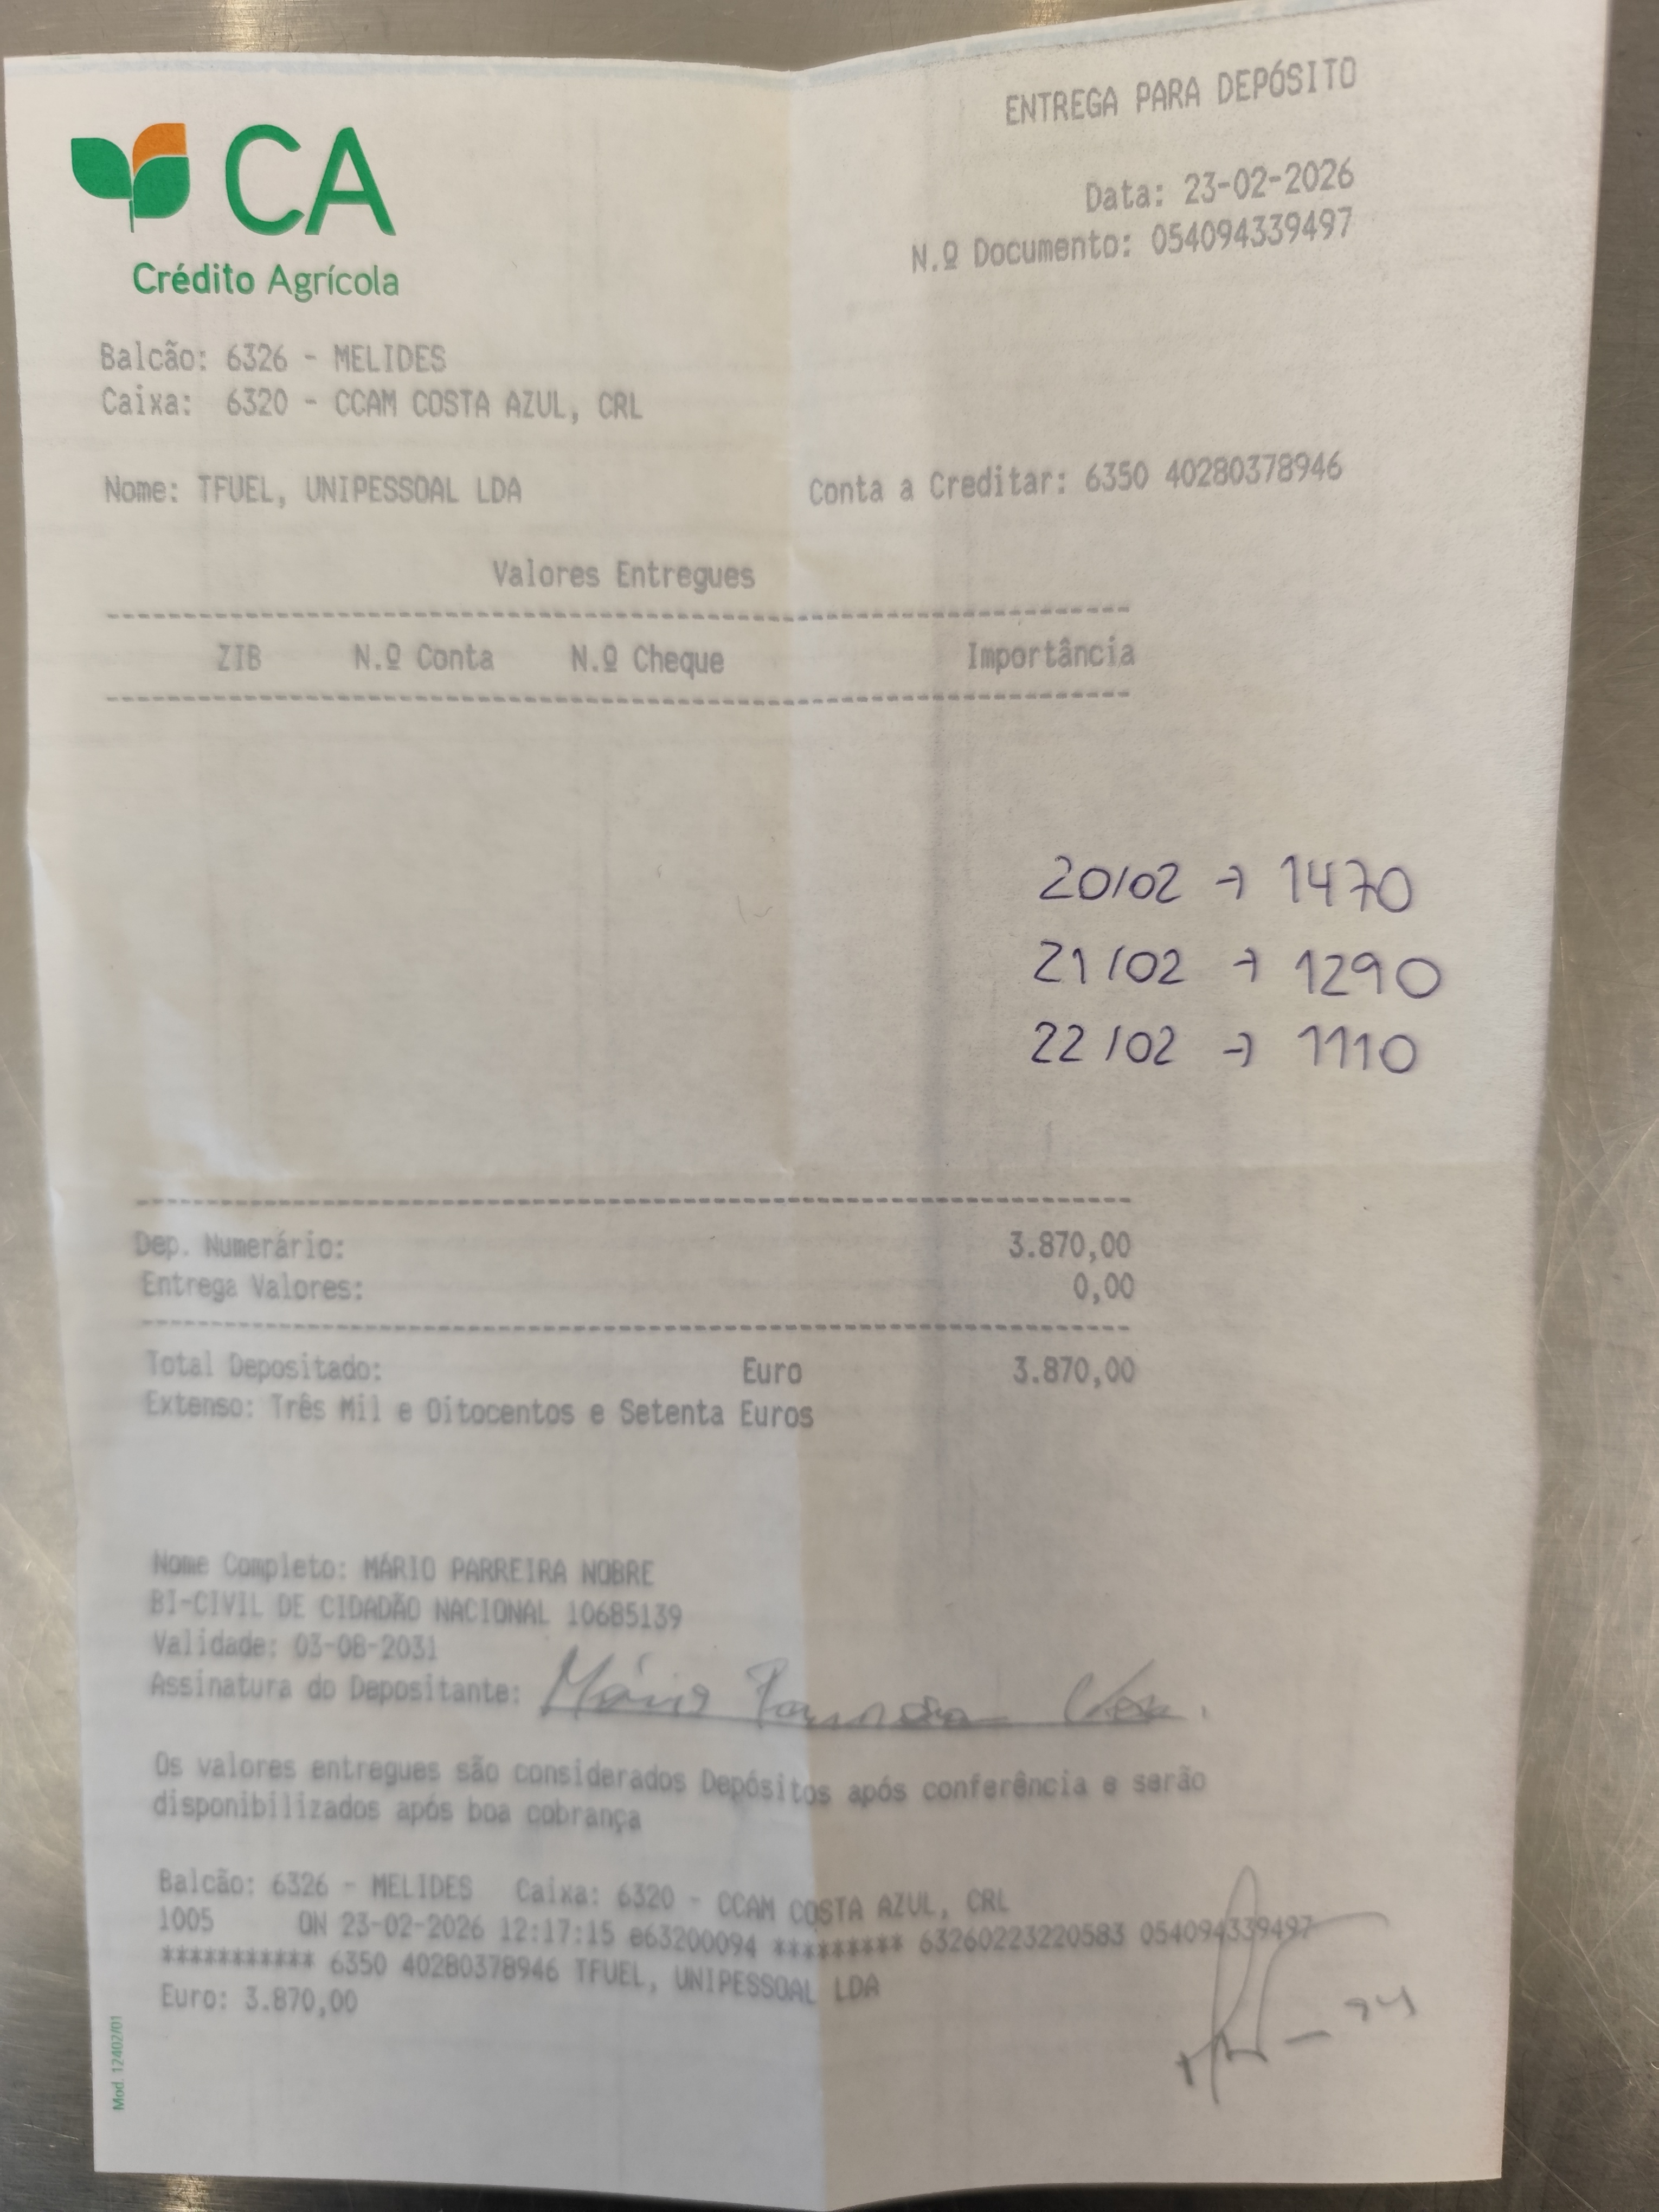 ENTREGA PARA DEPÓSITO
CA
Crédito Agrícola
Data: 23-02-2026
N.º Documento: 054094339497
Balcão: 6326 - MELIDES
Caixa: 6320 - CCAM COSTA AZUL, CRL
Nome: TFUEL, UNIPESSOAL LDA Conta a Creditar: 6350 40280378946
Valores Entregues
ZIB N.º Conta N.º Cheque Importância
20/02 → 1470
21/02 → 1290
22/02 → 1110
Dep. Numerário: 3.870,00
Entrega Valores: 0,00
Total Depositado: Euro 3.870,00
Extenso: Três Mil e Oitocentos e Setenta Euros
Nome Completo: MÁRIO PARREIRA NOBRE
BI-CIVIL DE CIDADÃO NACIONAL 10685139
Validade: 03-08-2031
Assinatura do Depositante: Mário Parreira
Os valores entregues são considerados Depósitos após conferência e serão
disponibilizados após boa cobrança
Balcão: 6326 - MELIDES Caixa: 6320 - CCAM COSTA AZUL, CRL
1005 ON 23-02-2026 12:17:15 e63200094 ********* 63260223220583 054094339497
*********** 6350 40280378946 TFUEL, UNIPESSOAL LDA
Euro: 3.870,00
Mod. 12402/01